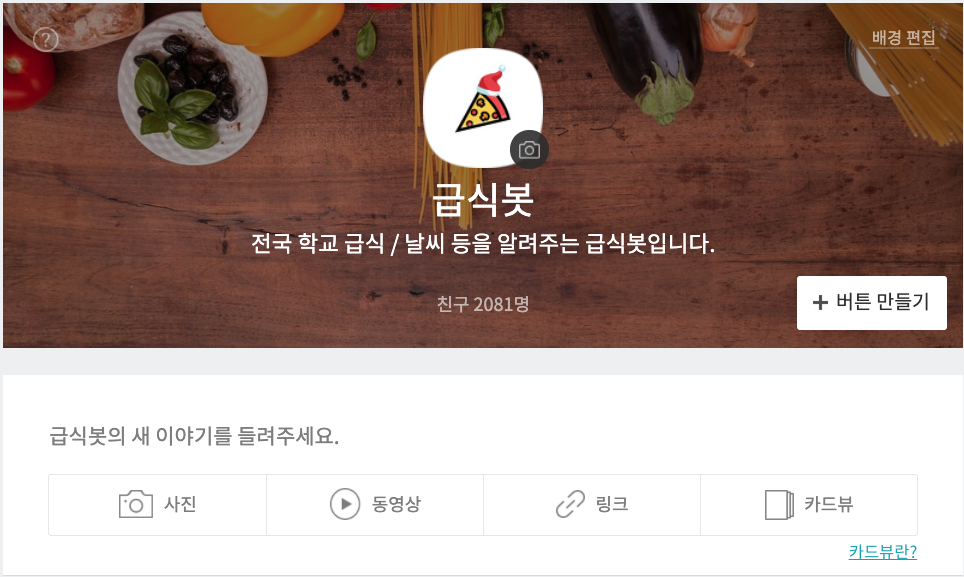 ?
배경 편집
급식봇
전국 학교 급식 / 날씨 등을 알려주는 급식봇입니다.
친구 2081명
+ 버튼 만들기
급식봇의 새 이야기를 들려주세요.
사진
동영상
링크
카드뷰
카드뷰란?